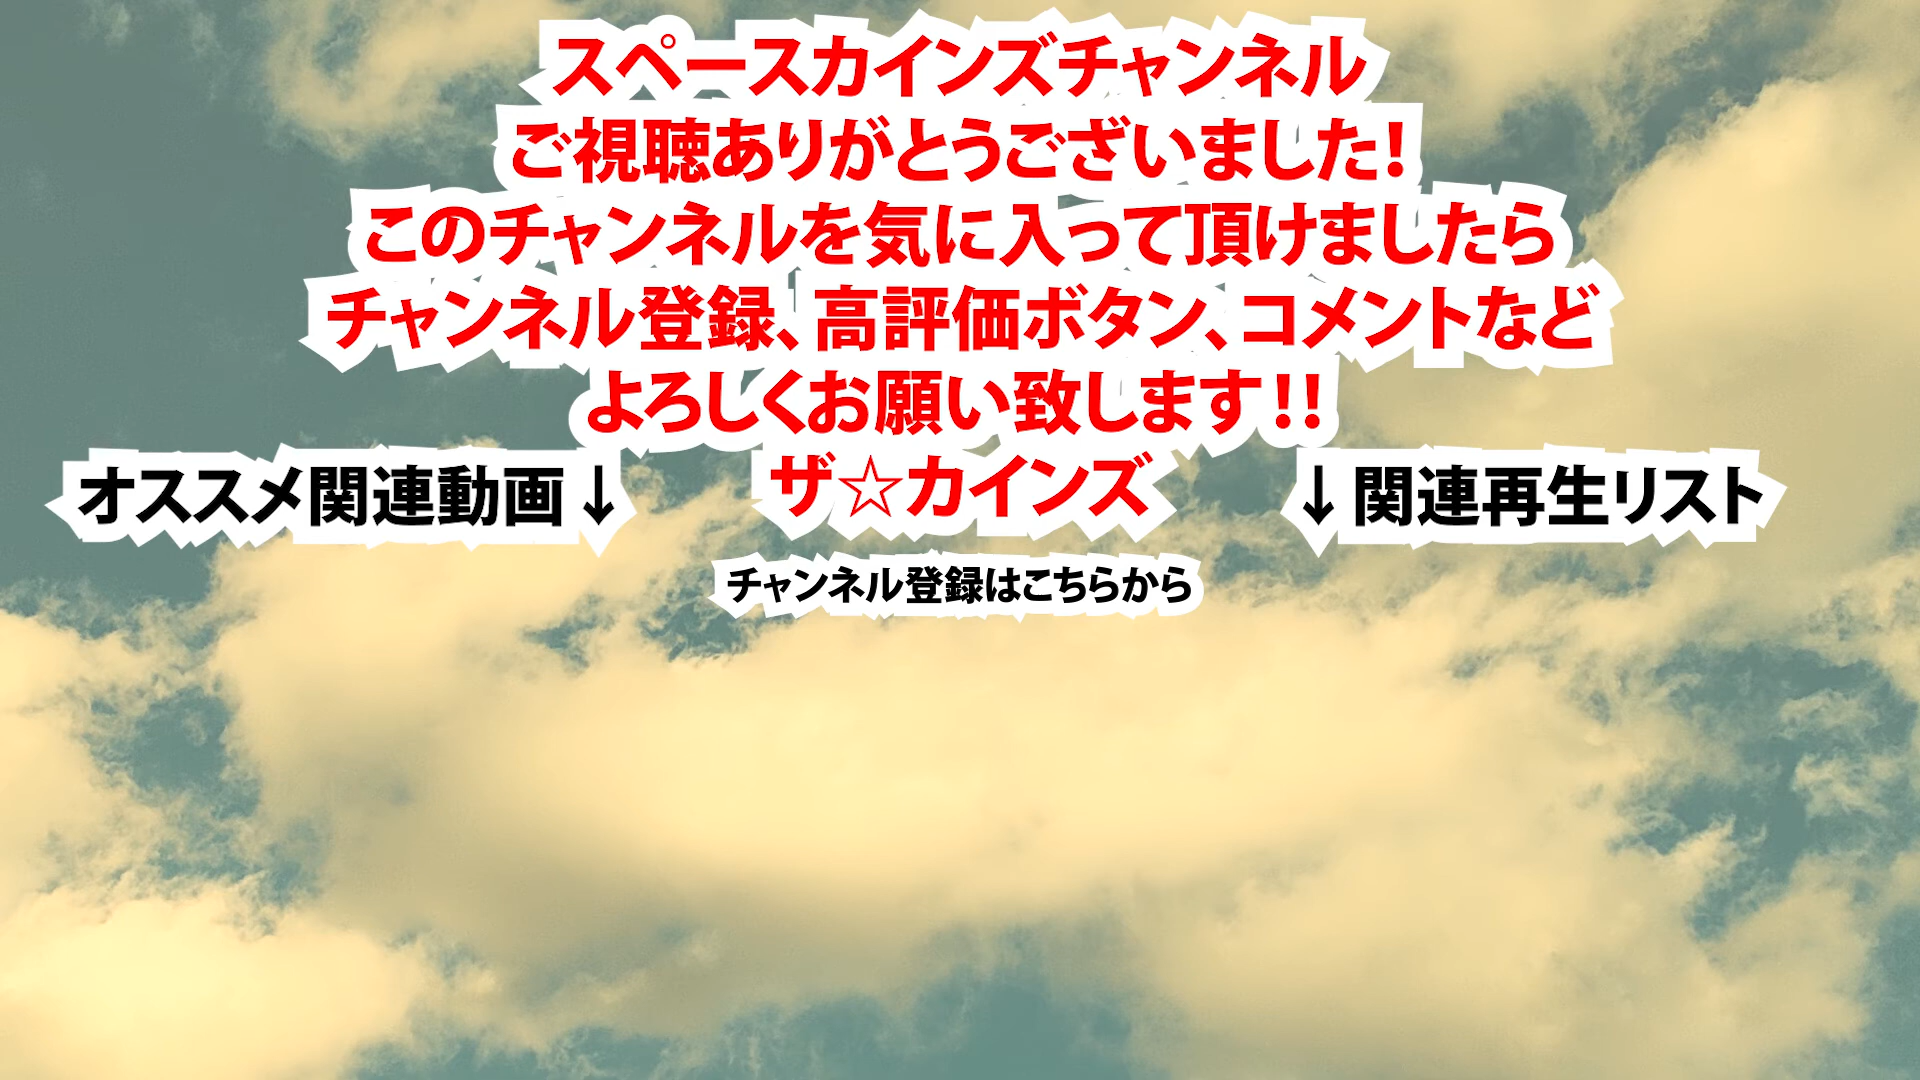 スペースカインズチャンネル
ご視聴ありがとうございました!
このチャンネルを気に入って頂けましたら
チャンネル登録、高評価ボタン、コメントなど
よろしくお願い致します!!
ザ☆カインズ
オススメ関連動画↓
↓関連再生リスト
チャンネル登録はこちらから